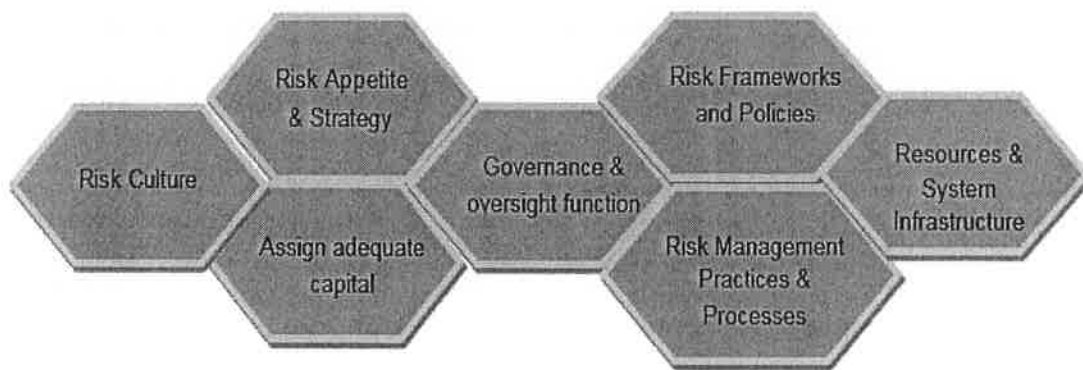 Risk Culture
Risk Appetite
& Strategy
Assign adequate
capital
Governance &
oversight function
Risk Frameworks
and Policies
Risk Management
Practices &
Processes
Resources &
System
Infrastructure